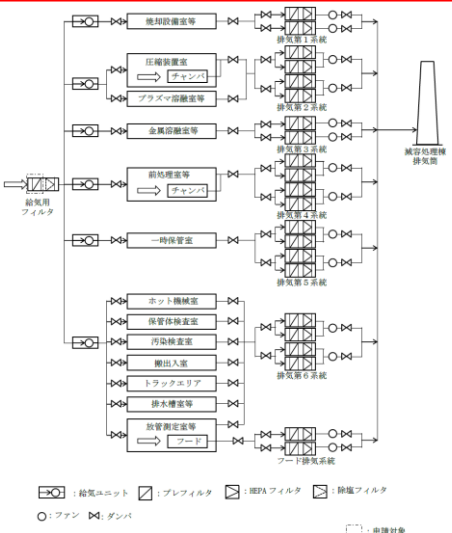 焼却設備室等
排気第１系統
圧縮装置室
チャンバ
プラズマ溶融室等
排気第２系統
金属溶融室等
排気第３系統
減容処理棟
排気筒
給気用
フィルタ
前処理室等
チャンバ
排気第４系統
一時保管室
排気第５系統
ホット機械室
保管体検査室
汚染検査室
搬出入室
トラックエリア
排水槽室等
排気第６系統
放管測定室等
フード
フード排気系統
：給気ユニット ：プレフィルタ ：HEPA フィルタ ：除塩フィルタ
：ファン ：ダンパ
：申請対象